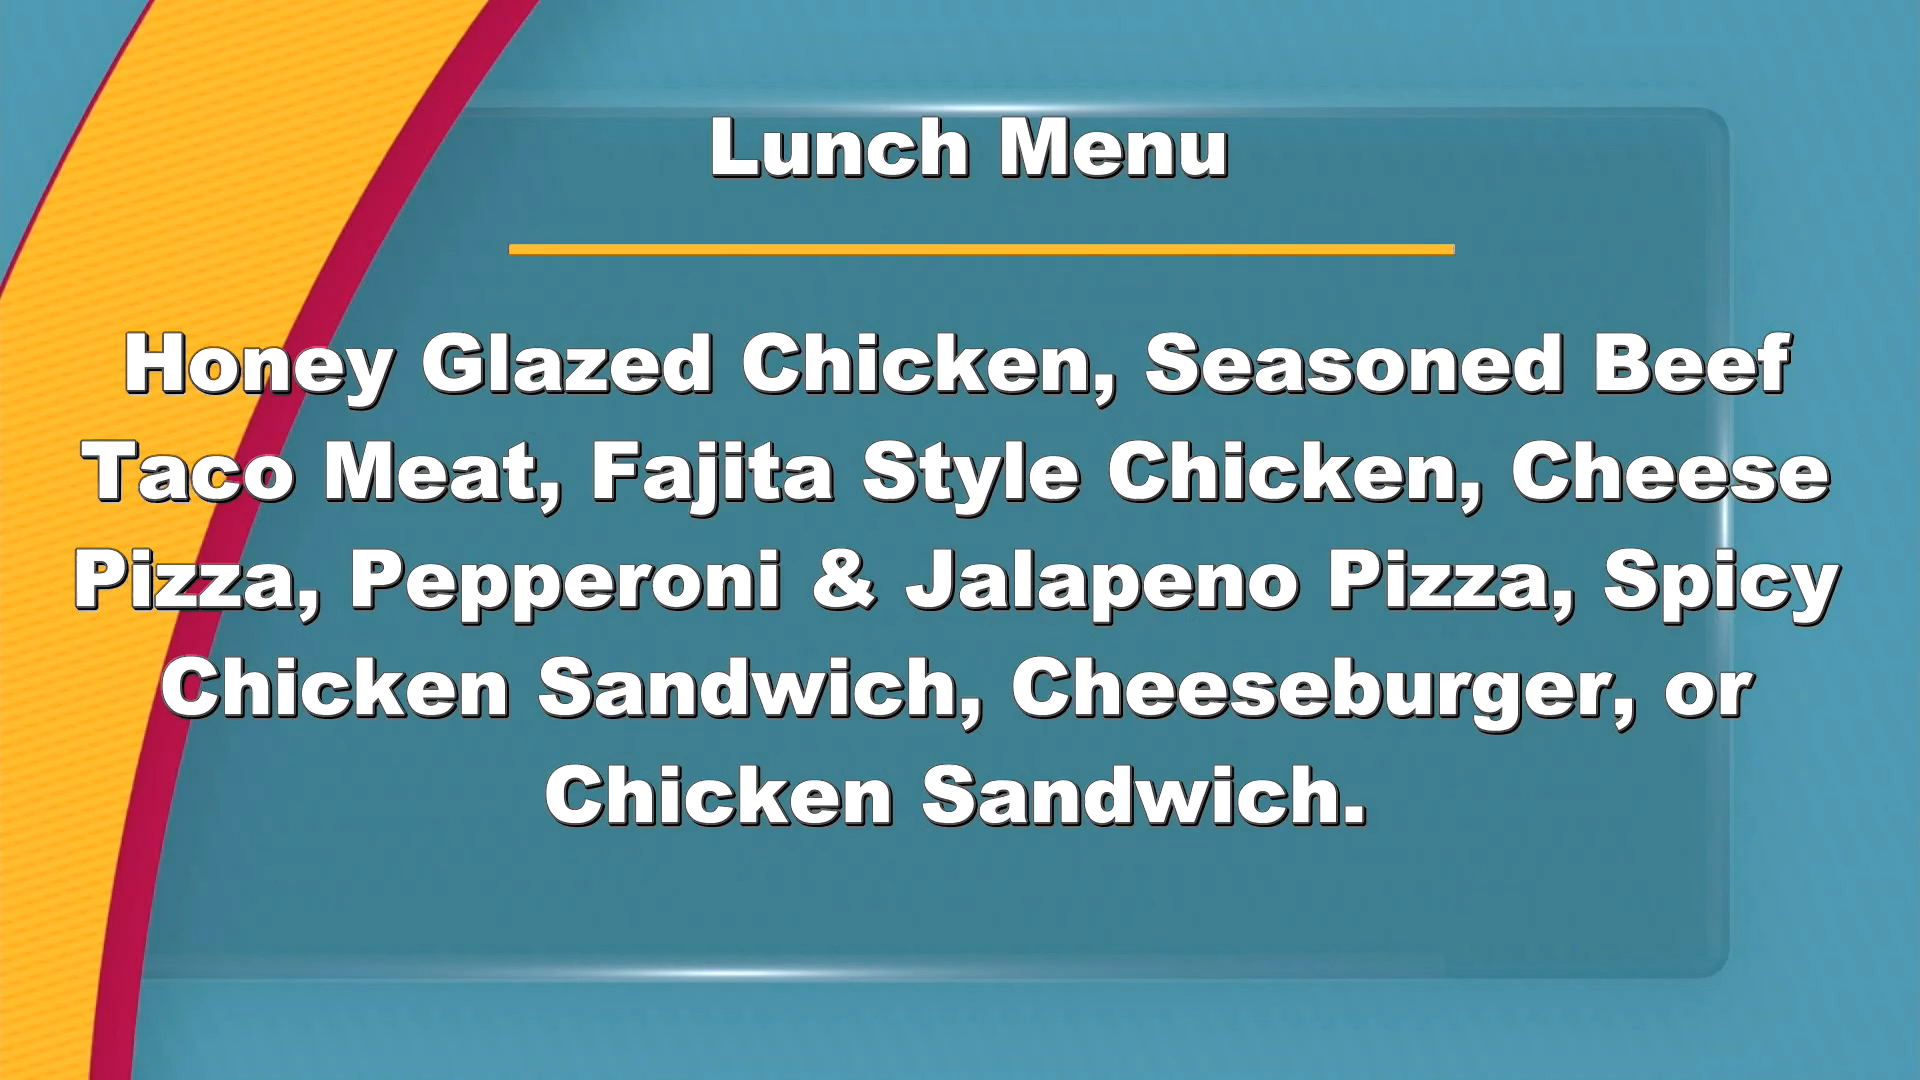 Lunch Menu
Honey Glazed Chicken, Seasoned Beef
Taco Meat, Fajita Style Chicken, Cheese
Pizza, Pepperoni & Jalapeno Pizza, Spicy
Chicken Sandwich, Cheeseburger, or
Chicken Sandwich.